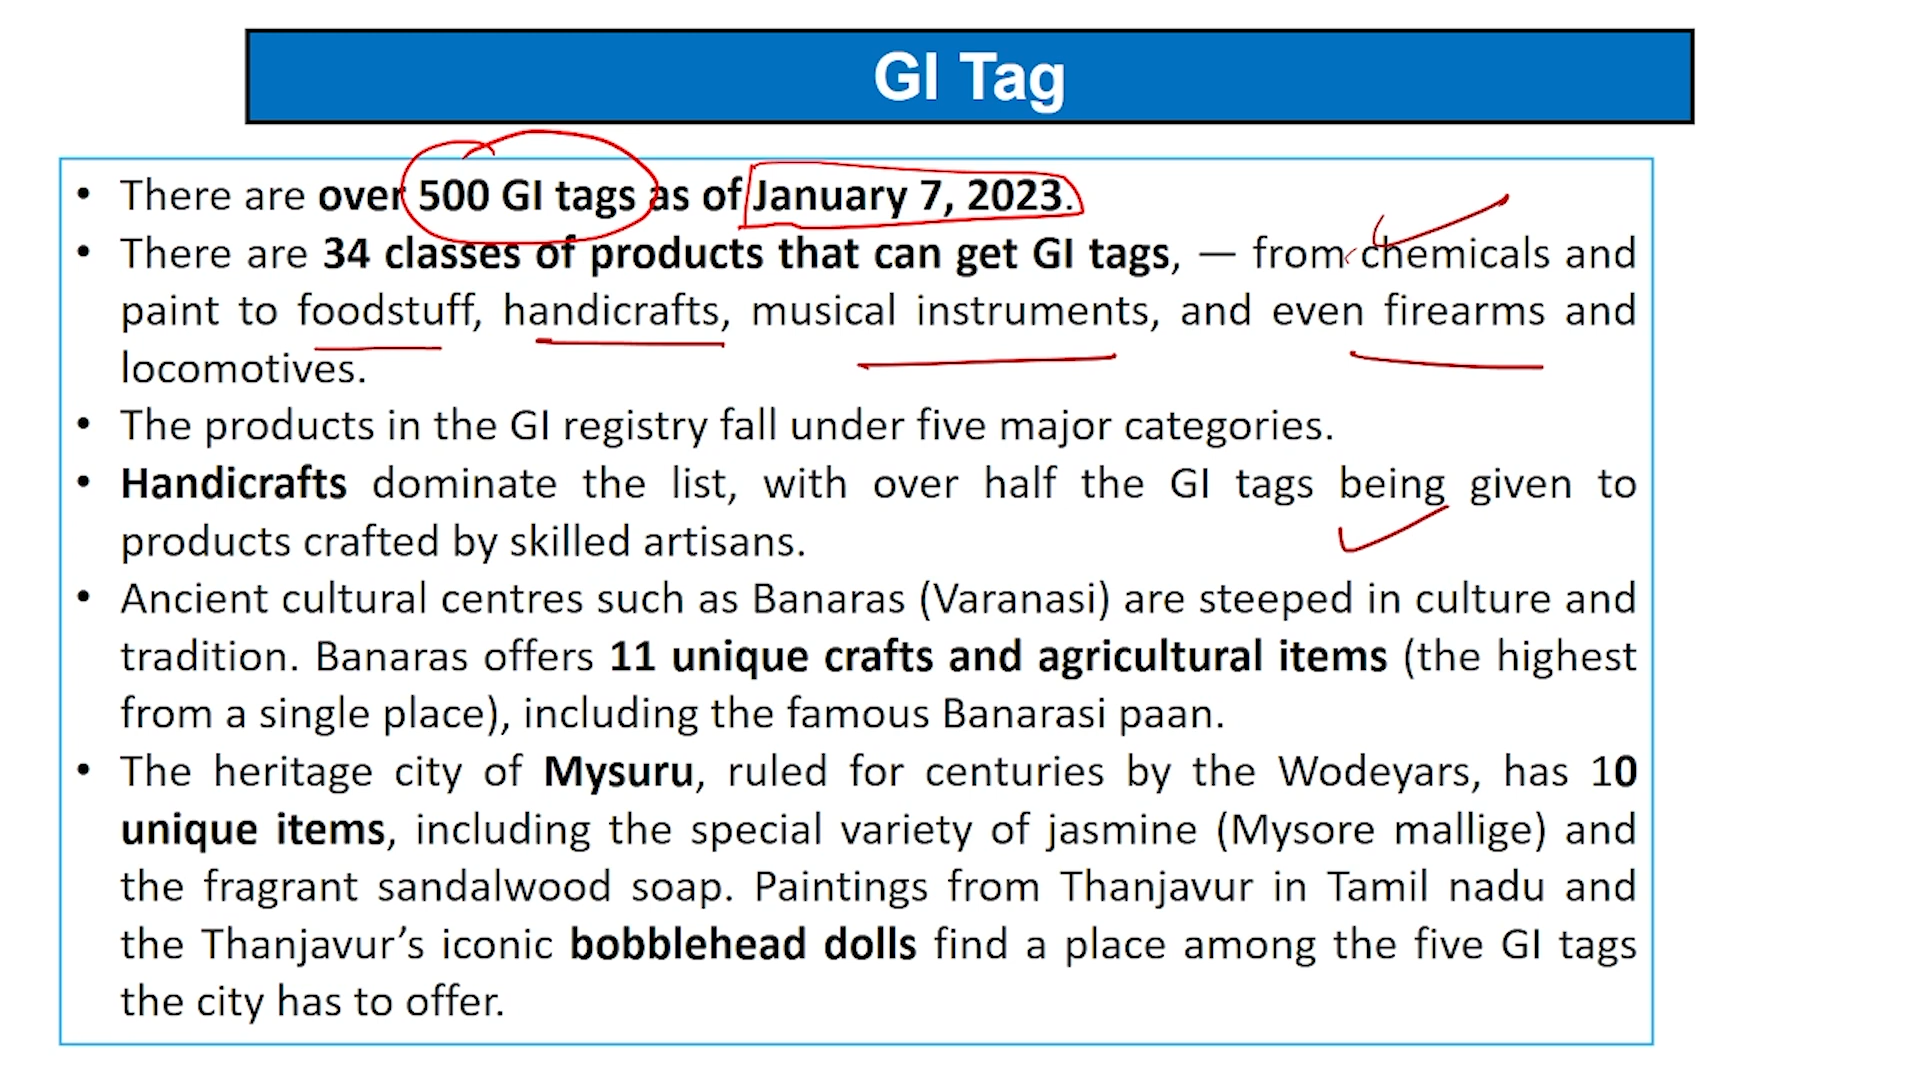 GI Tag
• There are over 500 GI tags as of January 7, 2023.
• There are 34 classes of products that can get GI tags, — from chemicals and
paint to foodstuff, handicrafts, musical instruments, and even firearms and
locomotives.
• The products in the GI registry fall under five major categories.
• Handicrafts dominate the list, with over half the GI tags being given to
products crafted by skilled artisans.
• Ancient cultural centres such as Banaras (Varanasi) are steeped in culture and
tradition. Banaras offers 11 unique crafts and agricultural items (the highest
from a single place), including the famous Banarasi paan.
• The heritage city of Mysuru, ruled for centuries by the Wodeyars, has 10
unique items, including the special variety of jasmine (Mysore mallige) and
the fragrant sandalwood soap. Paintings from Thanjavur in Tamil nadu and
the Thanjavur’s iconic bobblehead dolls find a place among the five GI tags
the city has to offer.